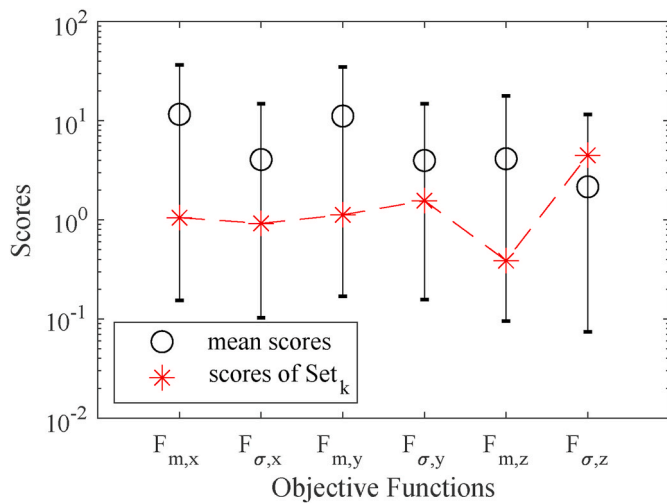 10^2
10^1
10^0
10^-1
10^-2
Scores
mean scores
scores of Set_k
F_m,x F_σ,x F_m,y F_σ,y F_m,z F_σ,z
Objective Functions